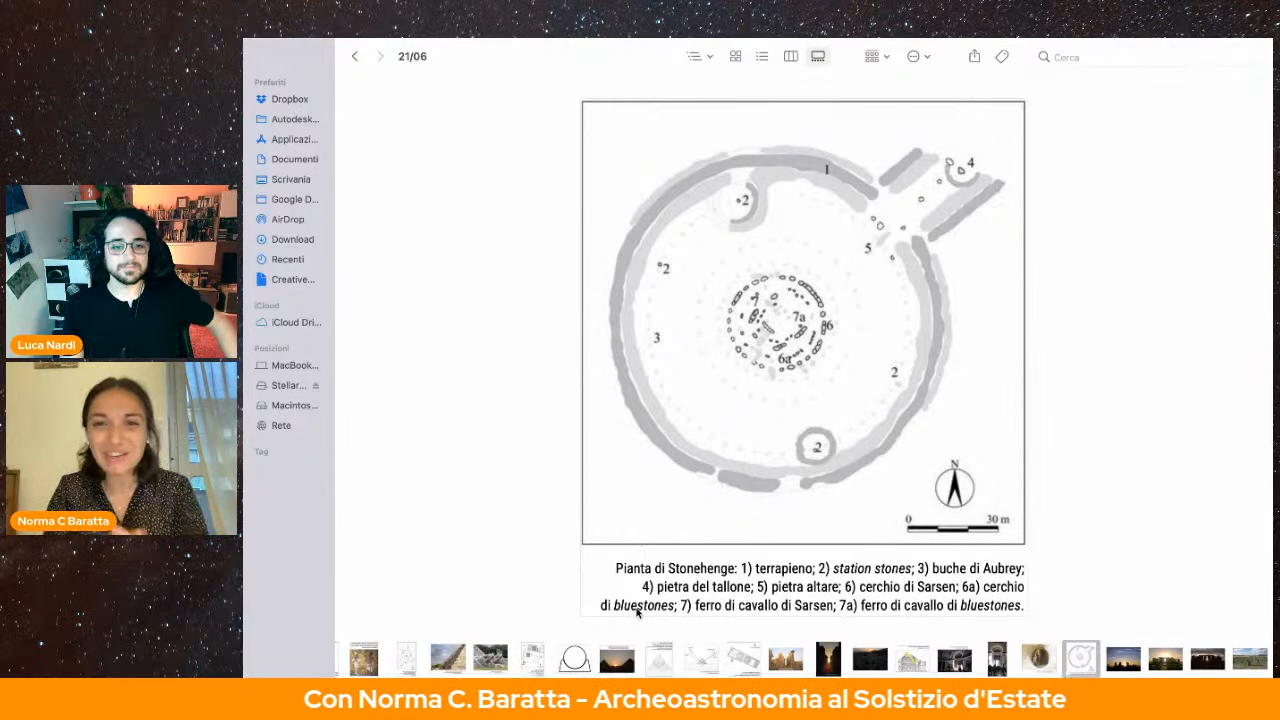 21/06
Cerca
Preferiti
Dropbox
Autodesk...
Applicazi...
Documenti
Scrivania
Google D...
AirDrop
Download
Recenti
Creative...
iCloud
iCloud Dri...
Posizioni
MacBook...
Stellar...
Macintos...
Rete
Tag
Luca Nardi
Norma C Baratta
1
4
2
5
2
3
7
7a
6
6a
2
2
N
0 30 m
Pianta di Stonehenge: 1) terrapieno; 2) station stones; 3) buche di Aubrey;
4) pietra del tallone; 5) pietra altare; 6) cerchio di Sarsen; 6a) cerchio
di bluestones; 7) ferro di cavallo di Sarsen; 7a) ferro di cavallo di bluestones.
Con Norma C. Baratta - Archeoastronomia al Solstizio d'Estate